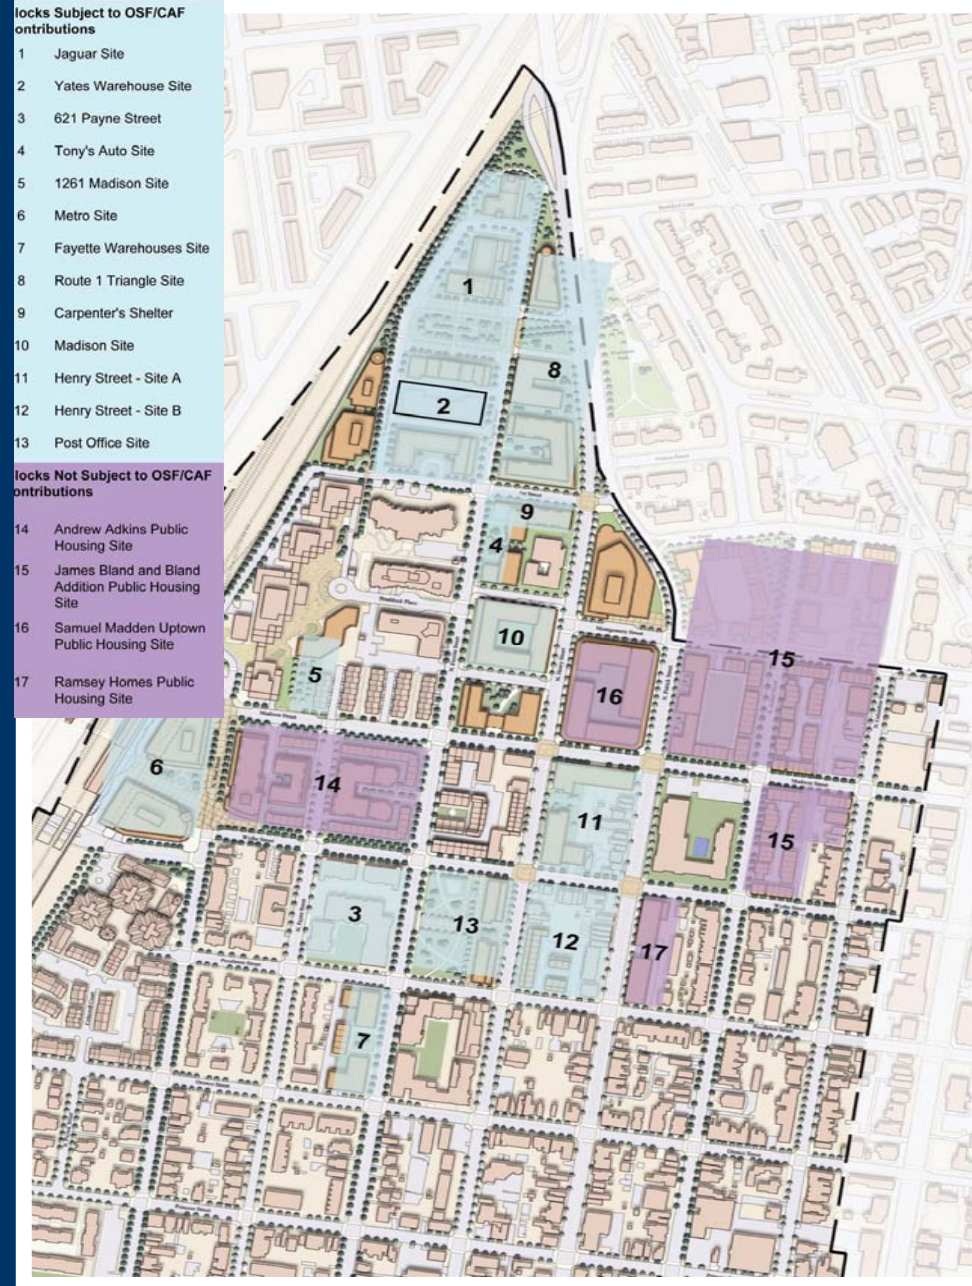 locks Subject to OSF/CAF
ontributions
1 Jaguar Site
2 Yates Warehouse Site
3 621 Payne Street
4 Tony's Auto Site
5 1261 Madison Site
6 Metro Site
7 Fayette Warehouses Site
8 Route 1 Triangle Site
9 Carpenter's Shelter
10 Madison Site
11 Henry Street - Site A
12 Henry Street - Site B
13 Post Office Site
locks Not Subject to OSF/CAF
ontributions
14 Andrew Adkins Public
Housing Site
15 James Bland and Bland
Addition Public Housing
Site
16 Samuel Madden Uptown
Public Housing Site
17 Ramsey Homes Public
Housing Site
1
8
2
9
4
10
15
5
16
6
14
11
15
3
13
12
17
7